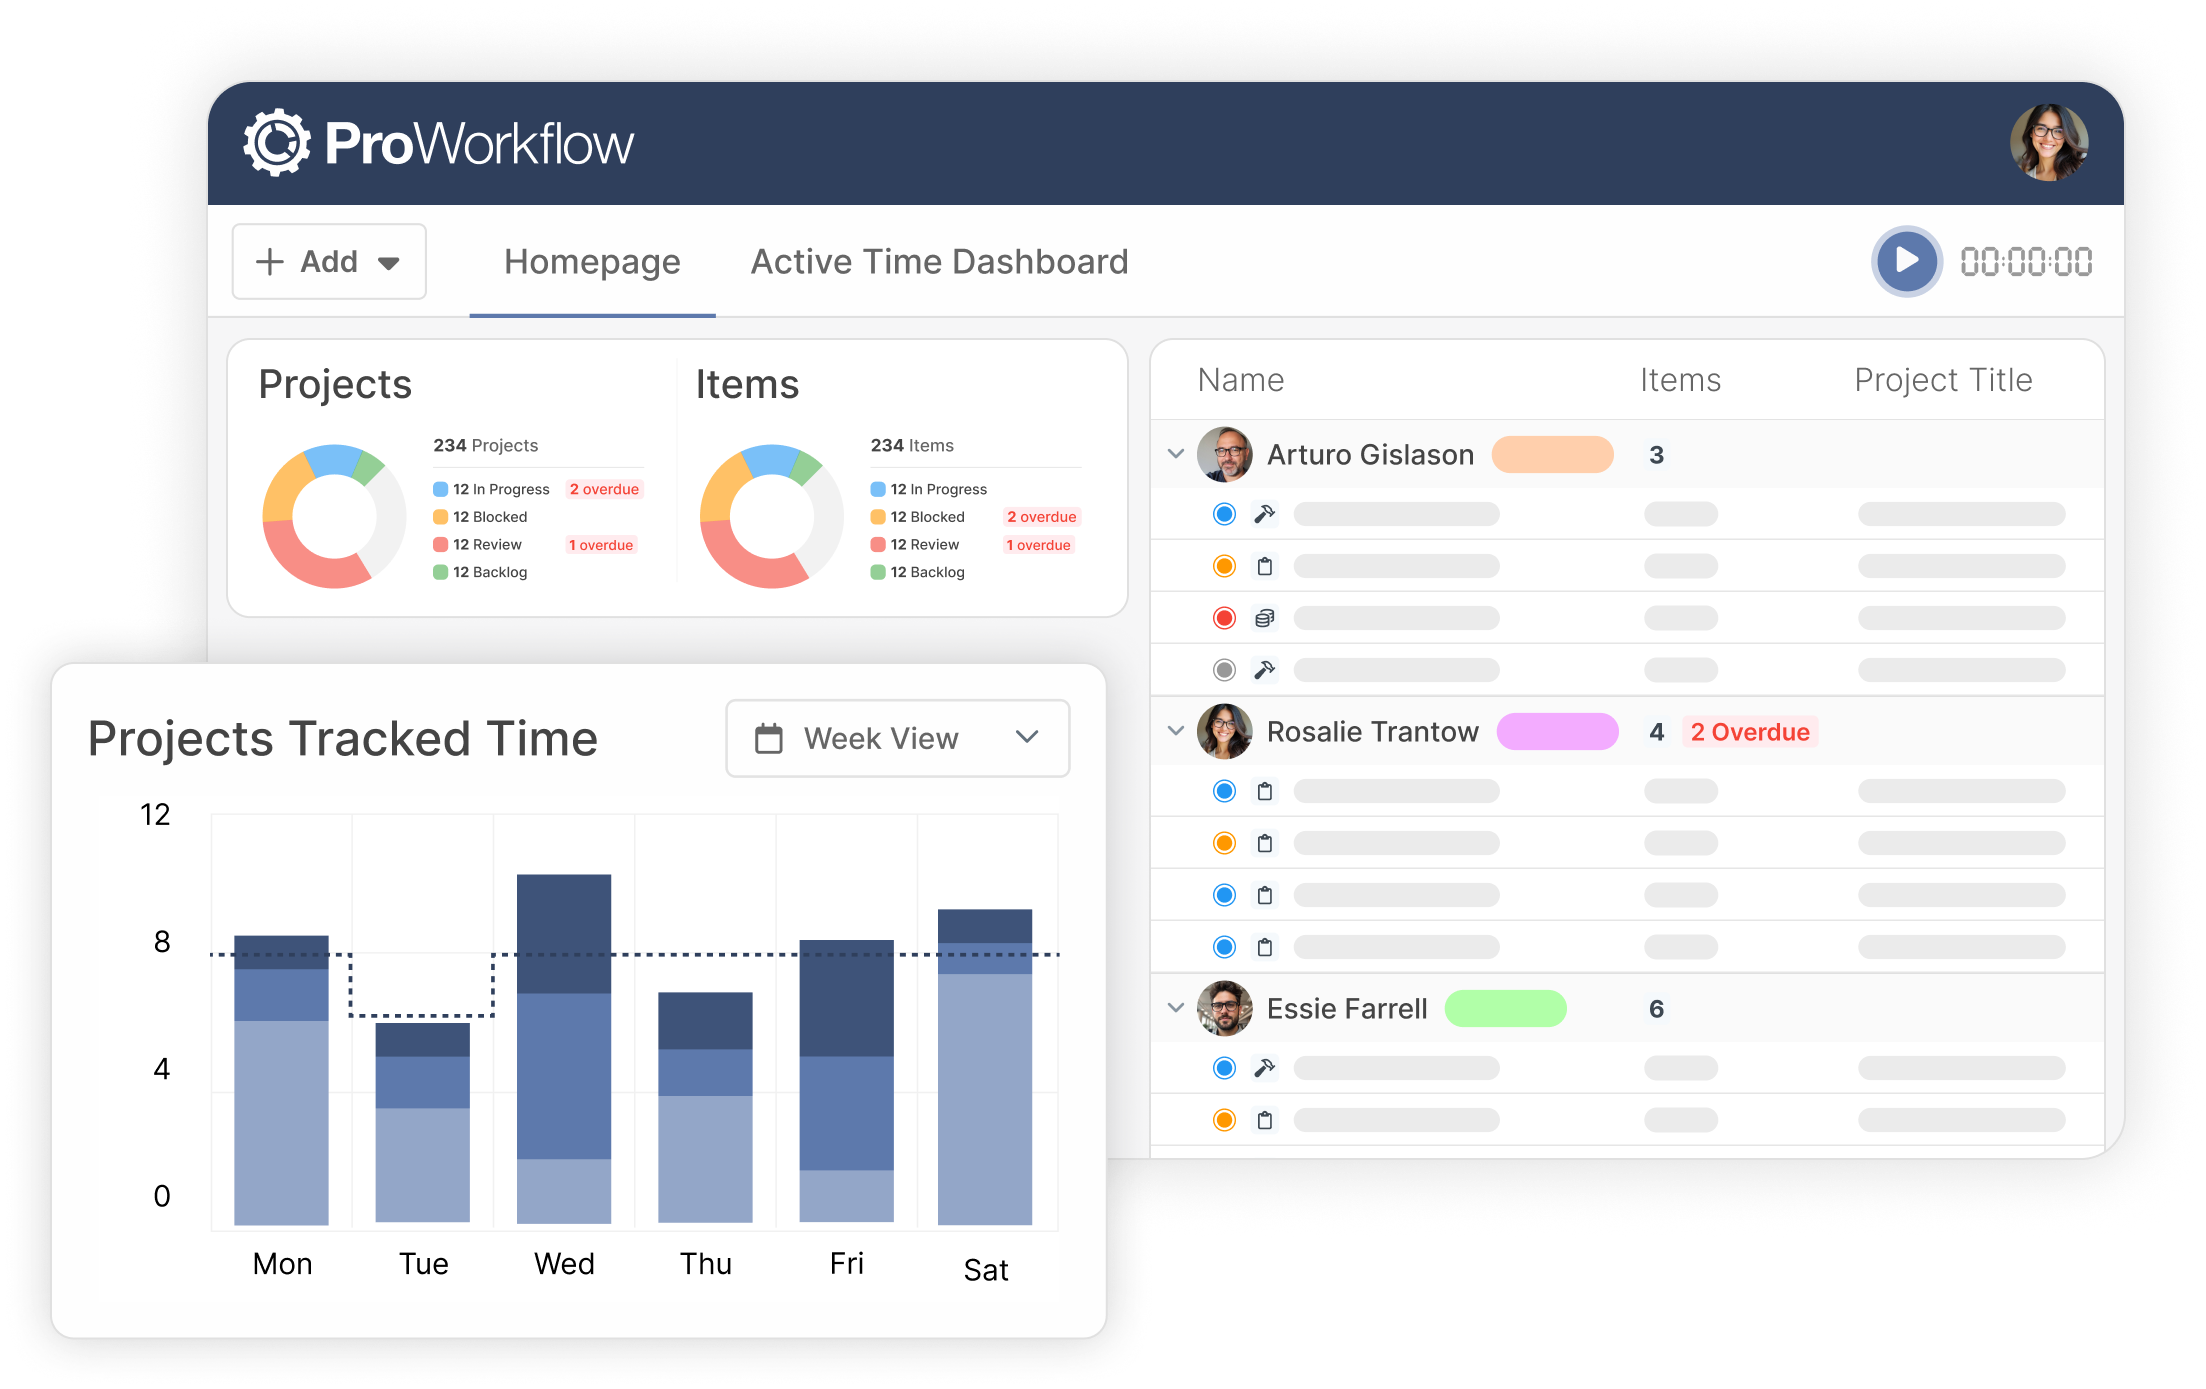 ProWorkflow
Add
Homepage
Active Time Dashboard
00:00:00
Projects
234 Projects
12 In Progress 2 overdue
12 Blocked
12 Review 1 overdue
12 Backlog
Items
234 Items
12 In Progress
12 Blocked 2 overdue
12 Review 1 overdue
12 Backlog
Name Items Project Title
Arturo Gislason 3
Rosalie Trantow 4 2 Overdue
Essie Farrell 6
Projects Tracked Time
Week View
12
8
4
0
Mon Tue Wed Thu Fri Sat